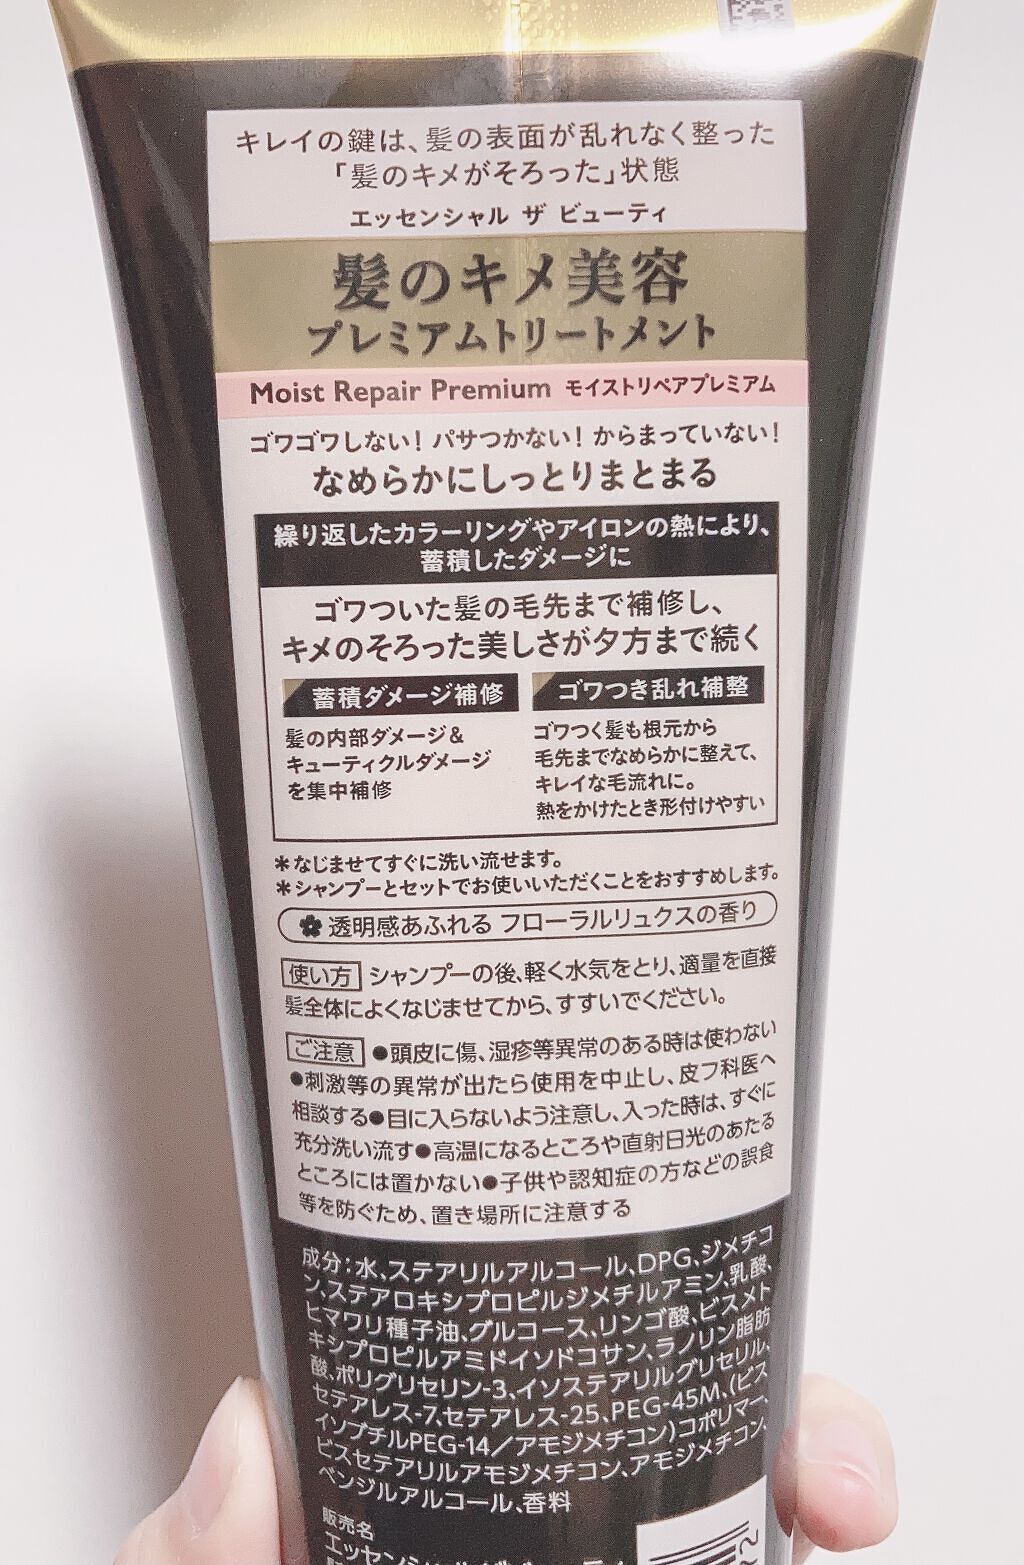 キレイの鍵は、髪の表面が乱れなく整った
「髪のキメがそろった」状態
エッセンシャル ザ ビューティ
髪のキメ美容
プレミアムトリートメント
Moist Repair Premium モイストリペアプレミアム
ゴワゴワしない! パサつかない! からまっていない!
なめらかにしっとりまとまる
繰り返したカラーリングやアイロンの熱により、
蓄積したダメージに
ゴワついた髪の毛先まで補修し、
キメのそろった美しさが夕方まで続く
蓄積ダメージ補修
髪の内部ダメージ&
キューティクルダメージ
を集中補修
ゴワつき乱れ補整
ゴワつく髪も根元から
毛先までなめらかに整えて、
キレイな毛流れに。
熱をかけたとき形付けやすい
*なじませてすぐに洗い流せます。
*シャンプーとセットでお使いいただくことをおすすめします。
透明感あふれる フローラルリュクスの香り
使い方 シャンプーの後、軽く水気をとり、適量を直接
髪全体によくなじませてから、すすいでください。
ご注意 ●頭皮に傷、湿疹等異常のある時は使わない
●刺激等の異常が出たら使用を中止し、皮フ科医へ
相談する●目に入らないよう注意し、入った時は、すぐに
充分洗い流す●高温になるところや直射日光のあたる
ところには置かない●子供や認知症の方などの誤食
等を防ぐため、置き場所に注意する
成分:水、ステアリルアルコール、DPG、ジメチコ
ン、ステアロキシプロピルジメチルアミン、乳酸、
ヒマワリ種子油、グルコース、リンゴ酸、ビスメト
キシプロピルアミドイソドコサン、ラノリン脂肪
酸、ポリグリセリン-3、イソステアリルグリセリル、
セテアレス-7、セテアレス-25、PEG-45M、(ビス
イソブチルPEG-14/アモジメチコン)コポリマー、
ビスセテアリルアモジメチコン、アモジメチコン、
ベンジルアルコール、香料
販売名